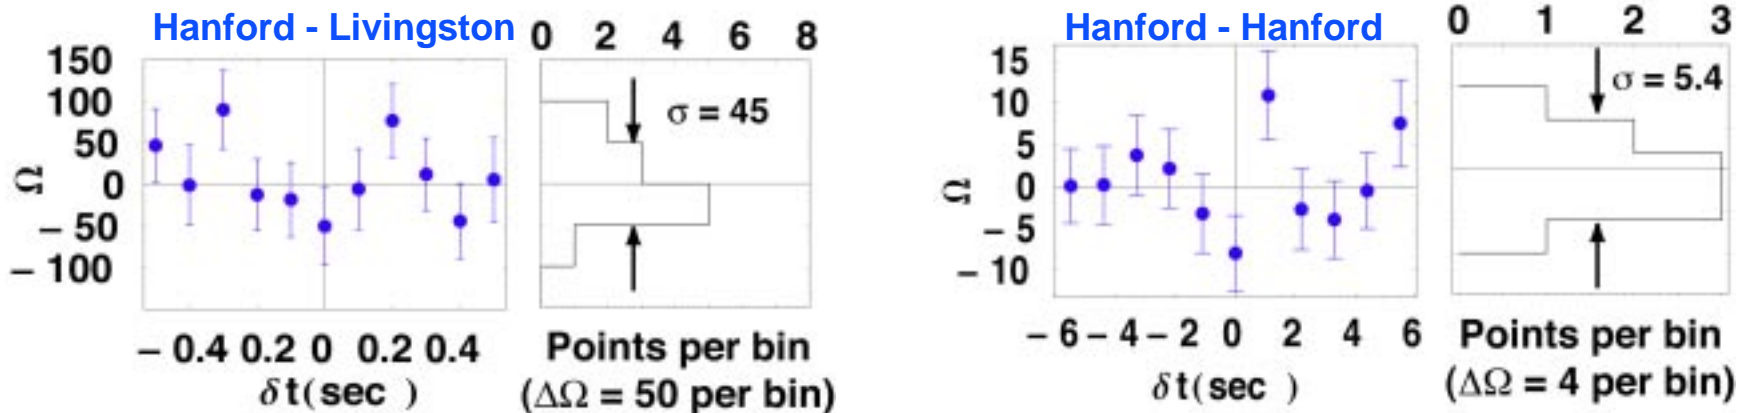 Hanford - Livingston
0 2 4 6 8
150
100
50
0
– 50
– 100
Ω
σ = 45
– 0.4 0.2 0 0.2 0.4
δt(sec )
Points per bin
(ΔΩ = 50 per bin)
Hanford - Hanford
0 1 2 3
15
10
5
0
– 5
– 10
Ω
σ = 5.4
– 6 – 4 – 2 0 2 4 6
δt(sec )
Points per bin
(ΔΩ = 4 per bin)